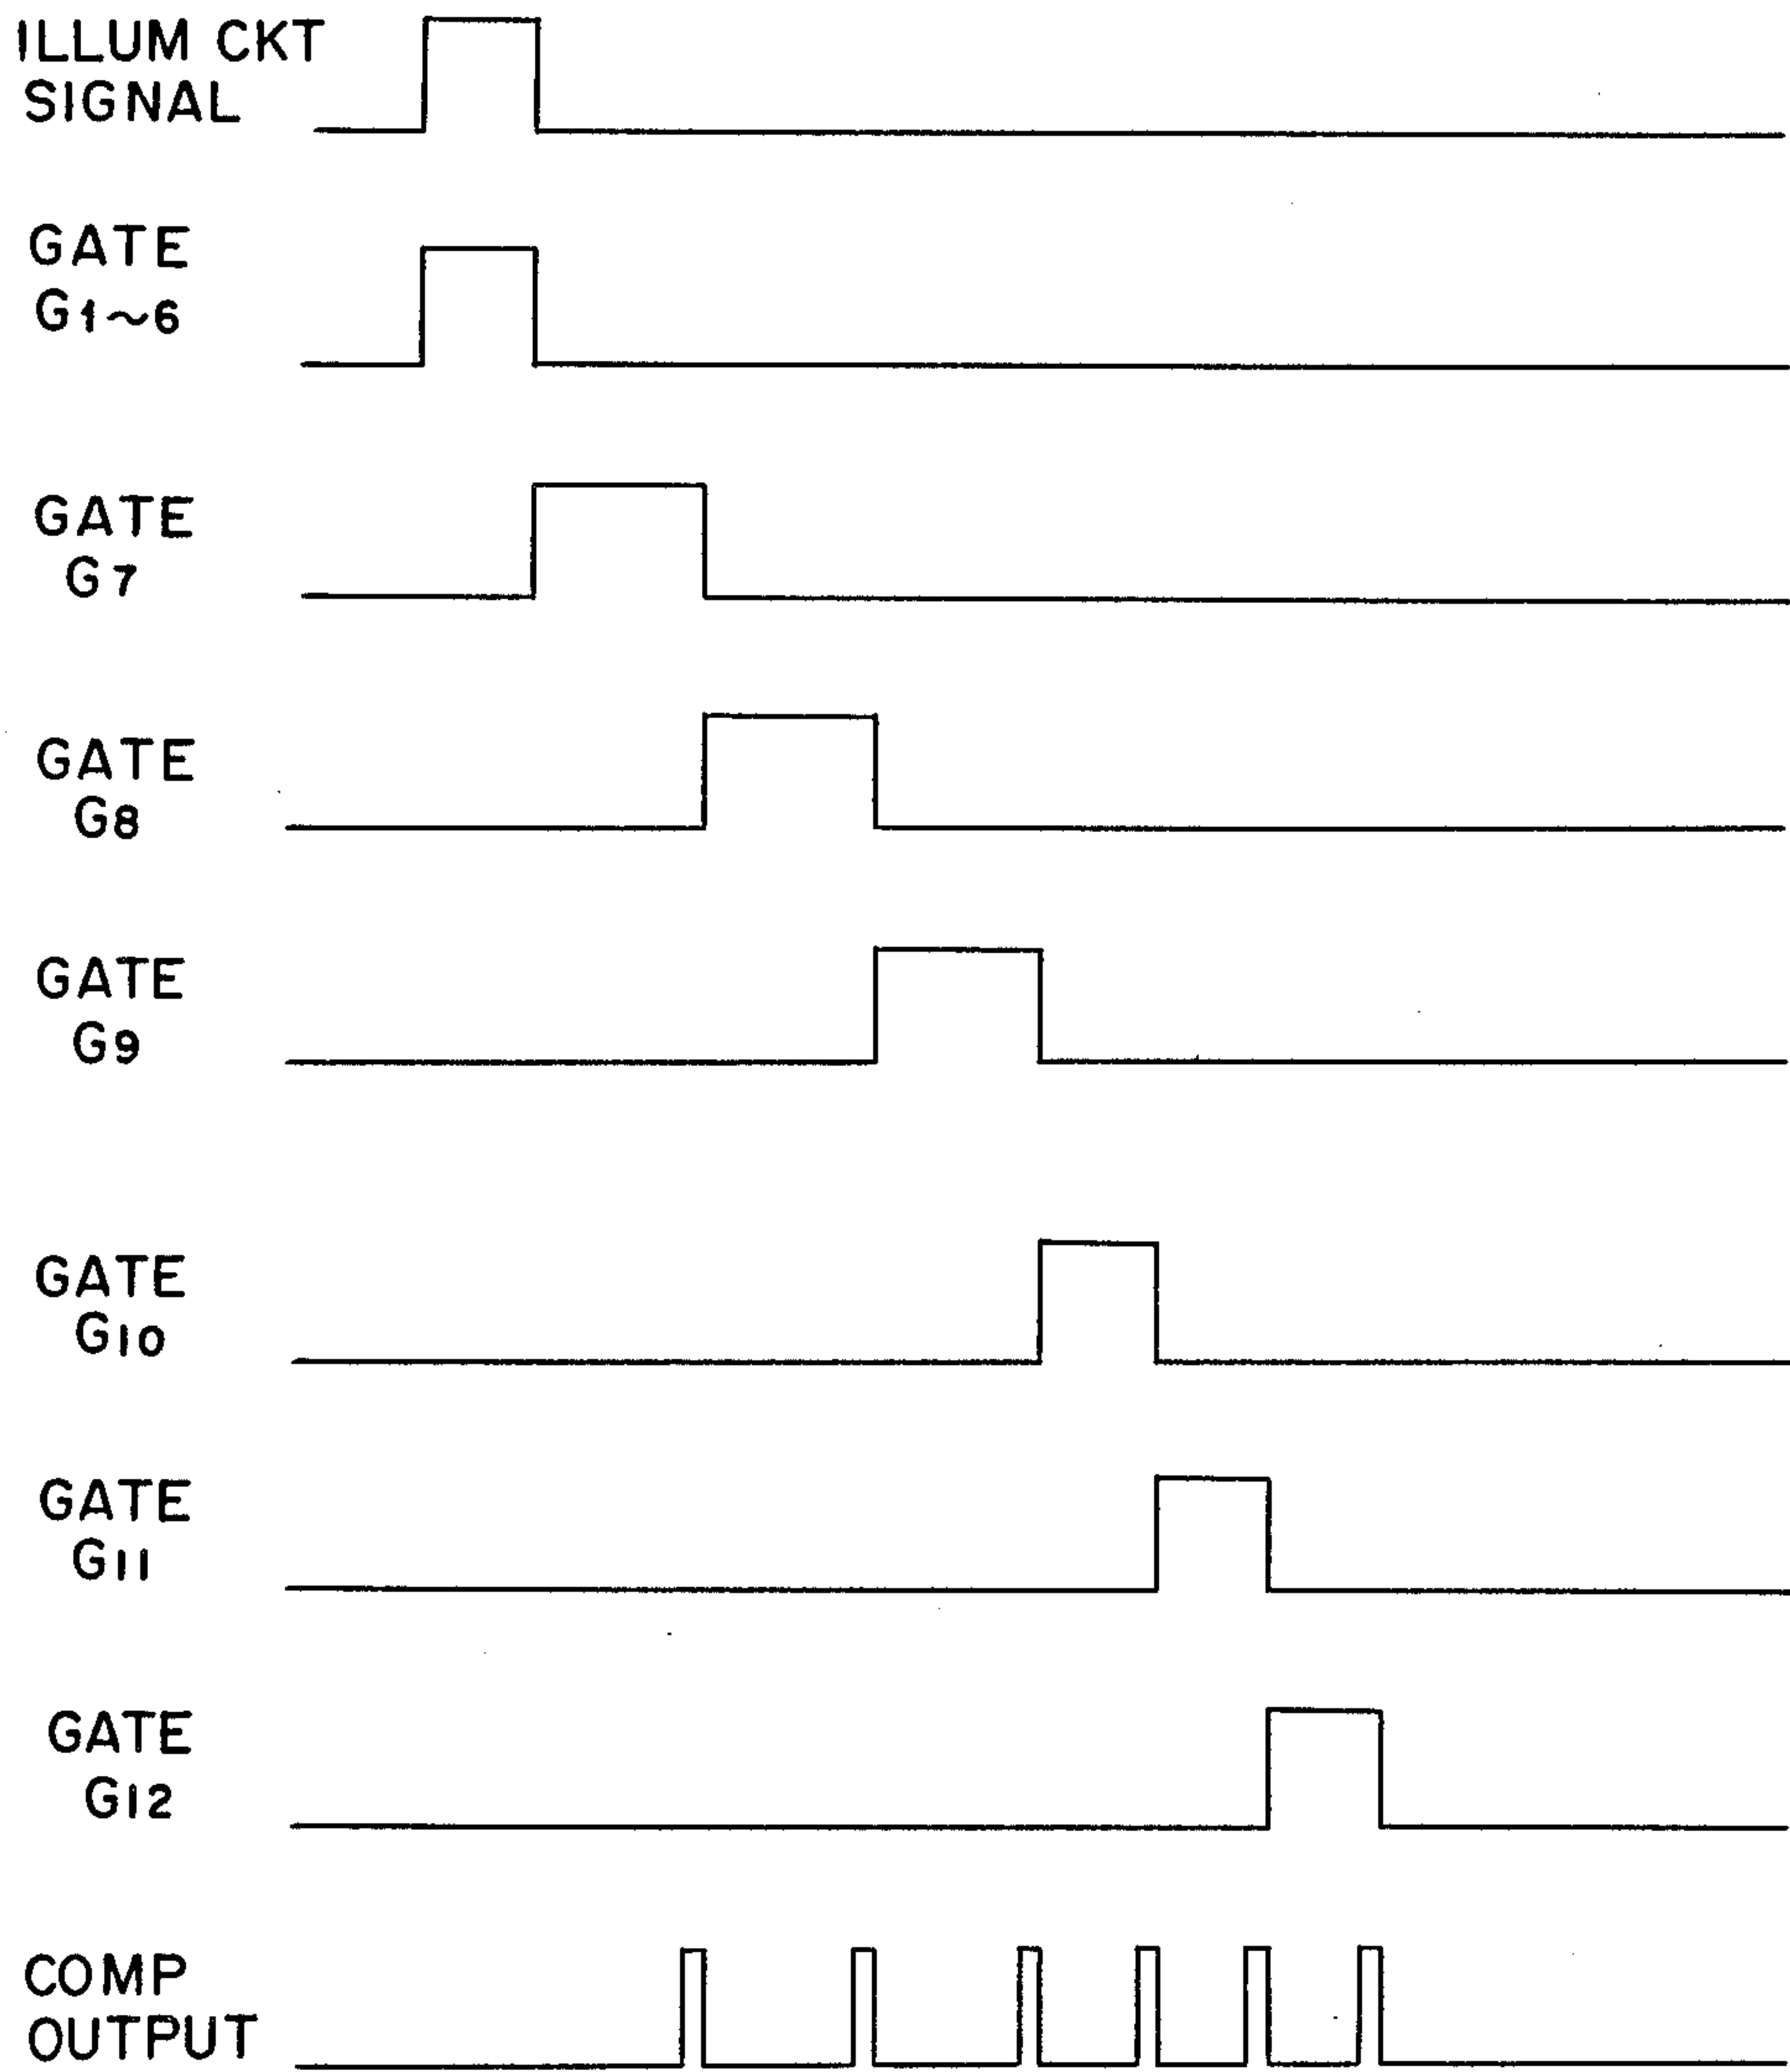 ILLUM CKT
SIGNAL
GATE
G1~6
GATE
G7
GATE
G8
GATE
G9
GATE
G10
GATE
G11
GATE
G12
COMP
OUTPUT